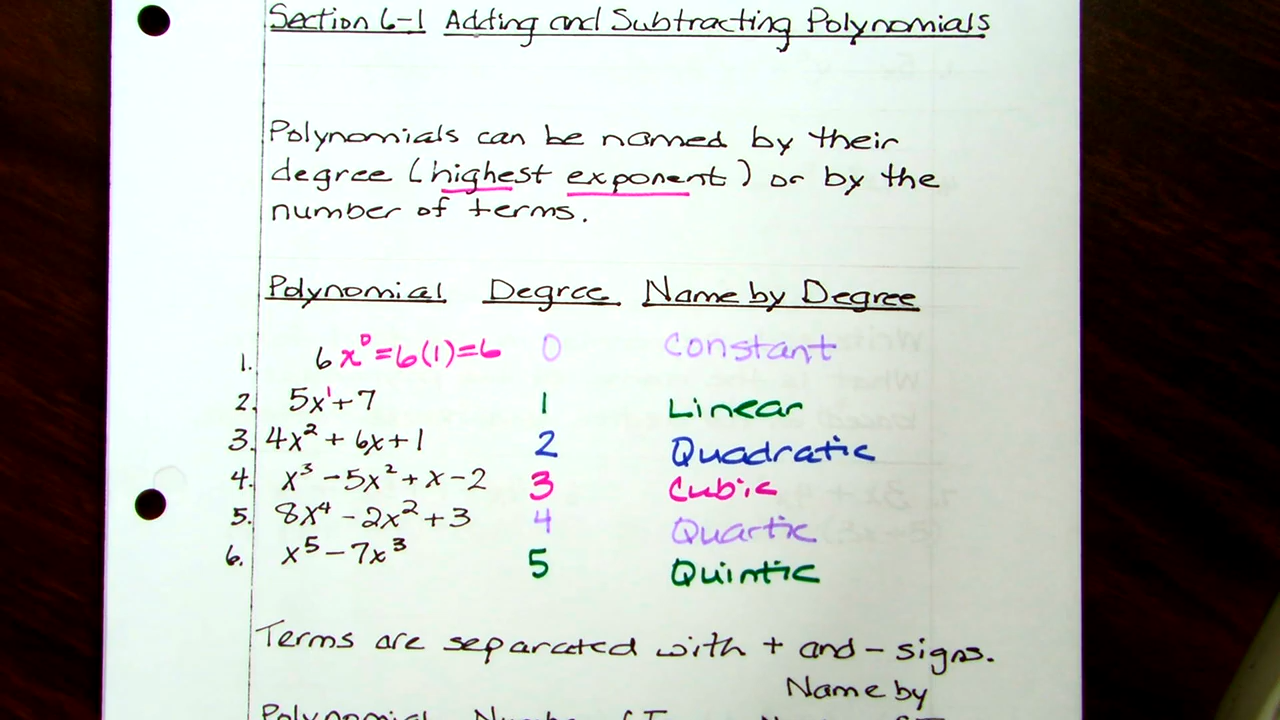 Section 6-1 Adding and Subtracting Polynomials
Polynomials can be named by their
degree (highest exponent) or by the
number of terms.
Polynomial Degree Name by Degree
1. 6x⁰=6(1)=6 0 Constant
2. 5x¹+7 1 Linear
3. 4x² + 6x+1 2 Quadratic
4. x³ -5x² + x - 2 3 Cubic
5. 8x⁴ - 2x² + 3 4 Quartic
6. x⁵ - 7x³ 5 Quintic
Terms are separated with + and - signs.
Name by
Polynomial Number of